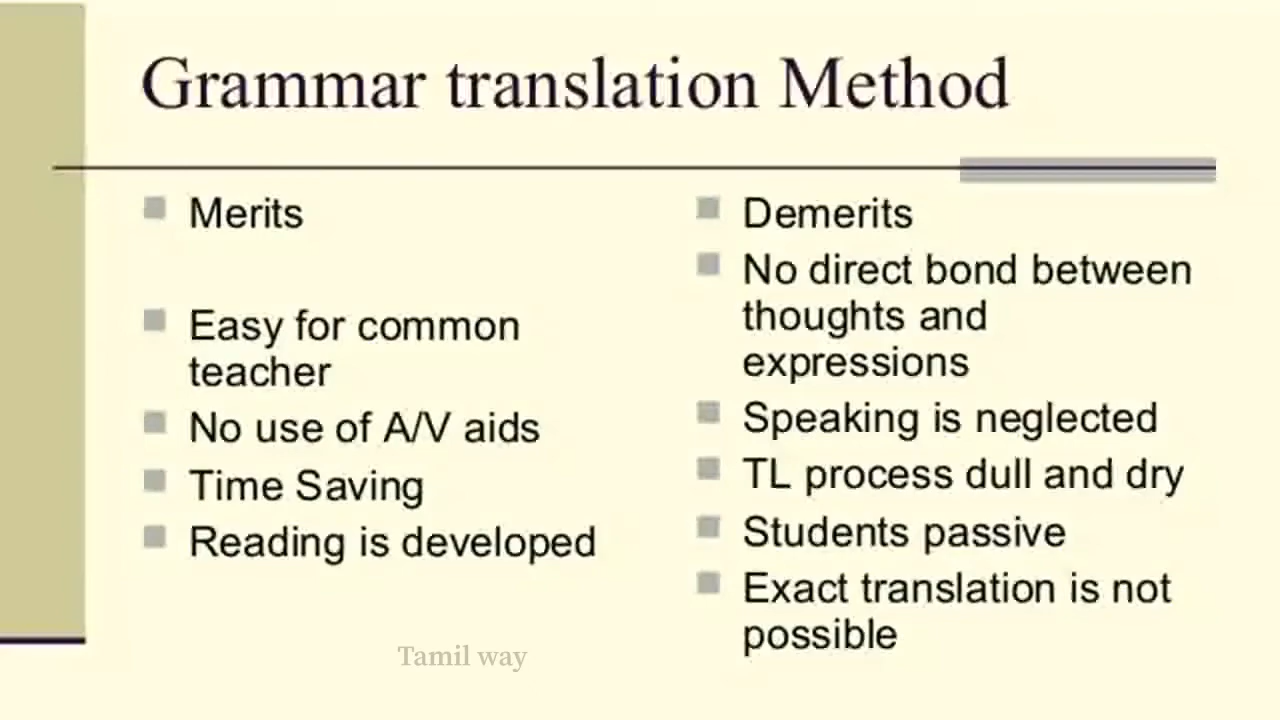 Grammar translation Method
Merits
Easy for common
teacher
No use of A/V aids
Time Saving
Reading is developed
Demerits
No direct bond between
thoughts and
expressions
Speaking is neglected
TL process dull and dry
Students passive
Exact translation is not
possible
Tamil way